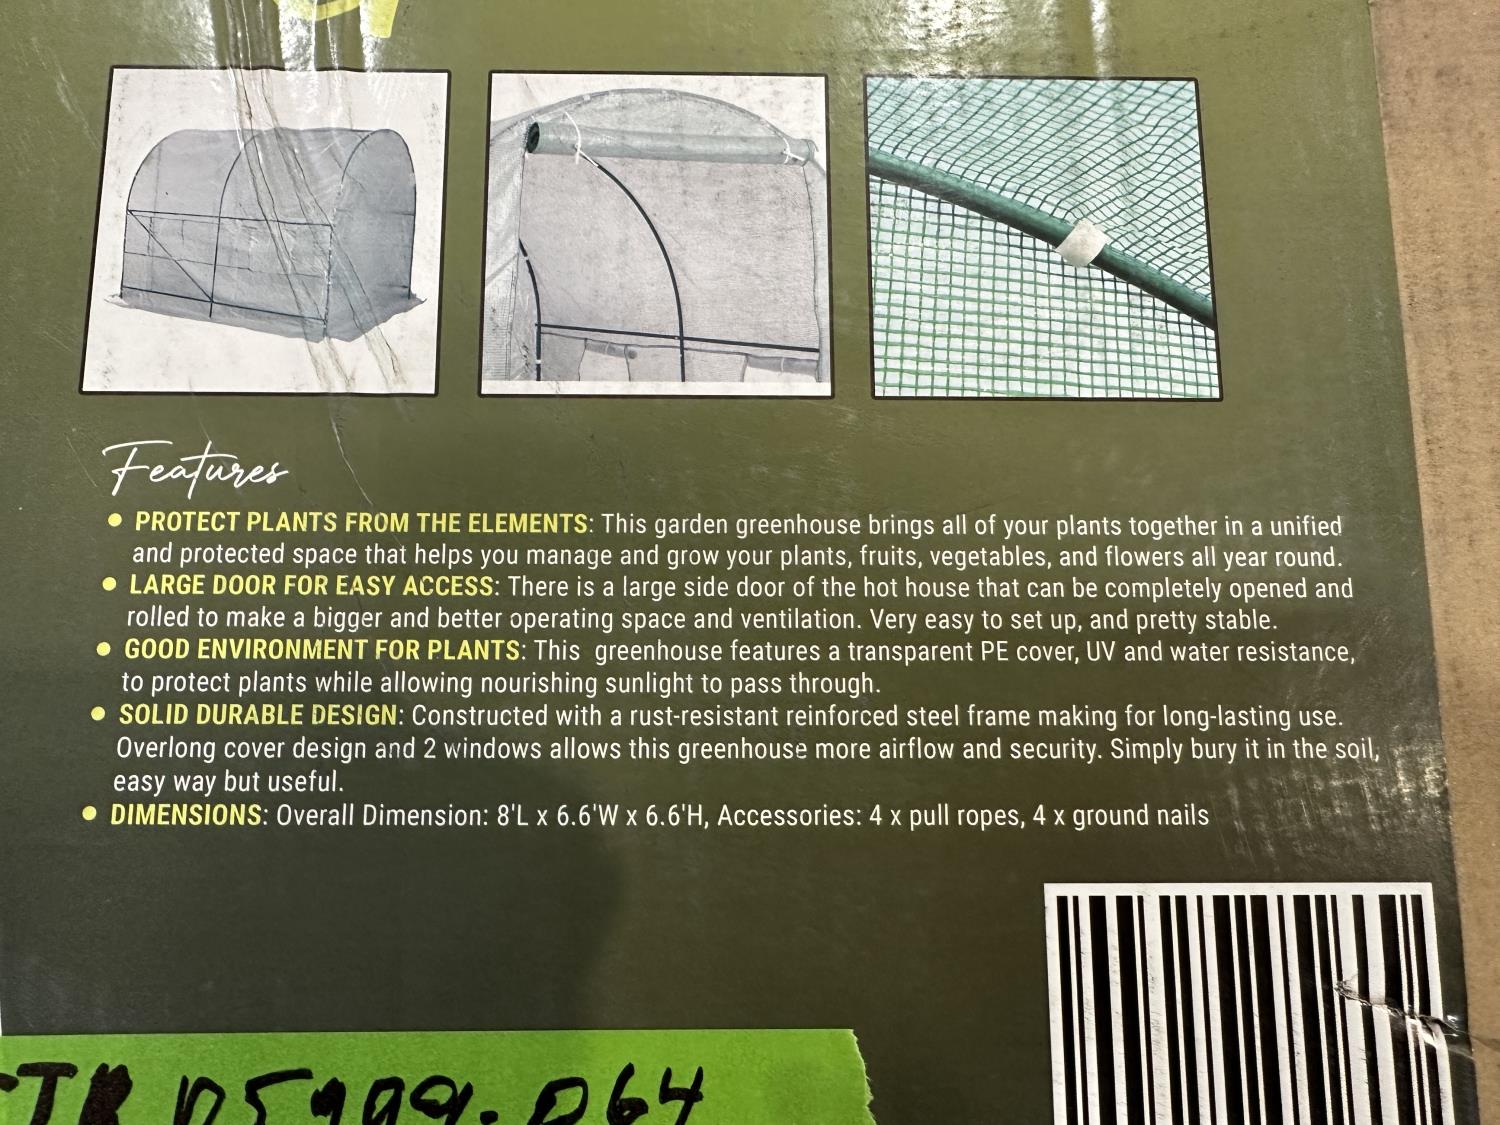 Features
• PROTECT PLANTS FROM THE ELEMENTS: This garden greenhouse brings all of your plants together in a unified
and protected space that helps you manage and grow your plants, fruits, vegetables, and flowers all year round.
• LARGE DOOR FOR EASY ACCESS: There is a large side door of the hot house that can be completely opened and
rolled to make a bigger and better operating space and ventilation. Very easy to set up, and pretty stable.
• GOOD ENVIRONMENT FOR PLANTS: This greenhouse features a transparent PE cover, UV and water resistance,
to protect plants while allowing nourishing sunlight to pass through.
• SOLID DURABLE DESIGN: Constructed with a rust-resistant reinforced steel frame making for long-lasting use.
Overlong cover design and 2 windows allows this greenhouse more airflow and security. Simply bury it in the soil,
easy way but useful.
• DIMENSIONS: Overall Dimension: 8'L x 6.6'W x 6.6'H, Accessories: 4 x pull ropes, 4 x ground nails